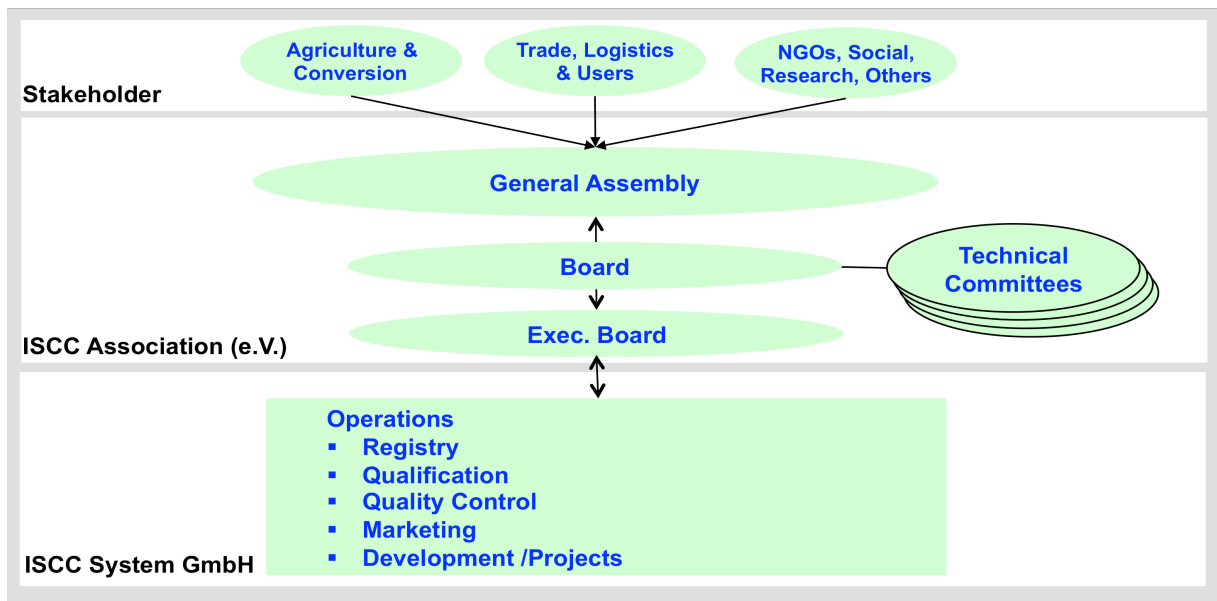 Agriculture &
Conversion
Trade, Logistics
& Users
NGOs, Social,
Research, Others
Stakeholder
General Assembly
Board
Technical
Committees
Exec. Board
ISCC Association (e.V.)
Operations
▪ Registry
▪ Qualification
▪ Quality Control
▪ Marketing
▪ Development /Projects
ISCC System GmbH